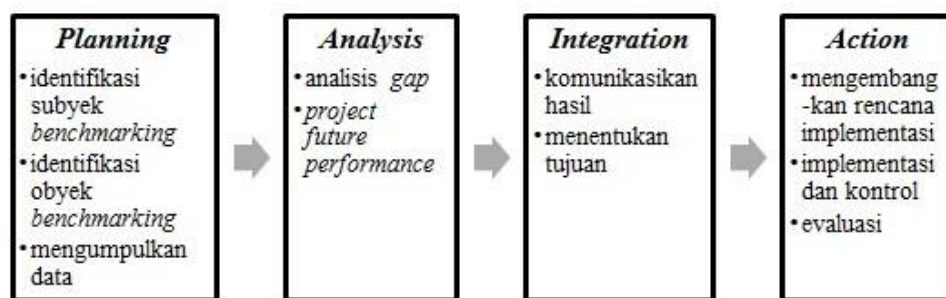 Planning
•identifikasi
subyek
benchmarking
•identifikasi
obyek
benchmarking
•mengumpulkan
data
Analysis
•analisis gap
•project
future
performance
Integration
•komunikasikan
hasil
•menentukan
tujuan
Action
•mengembang
-kan rencana
implementasi
•implementasi
dan kontrol
•evaluasi